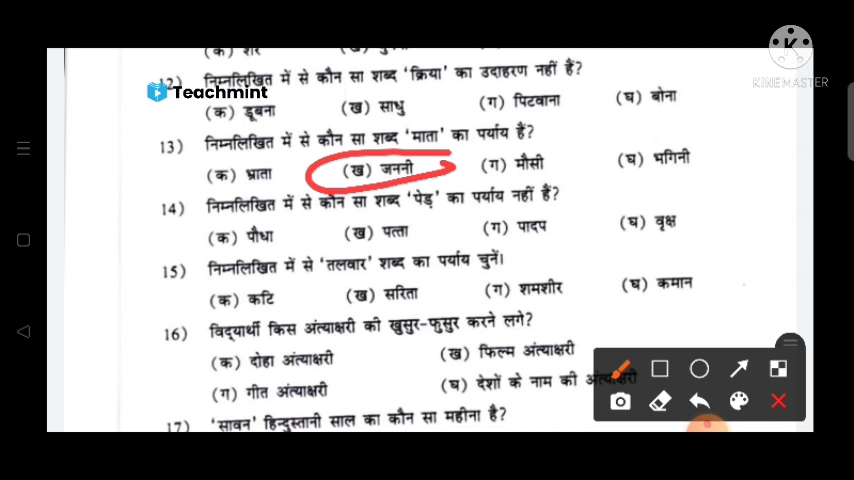 (क) शेर
KINEMASTER
12) निम्नलिखित में से कौन सा शब्द 'क्रिया' का उदाहरण नहीं हैं?
Teachmint
(क) डूबना (ख) साधु (ग) पिटवाना (घ) बोना
13) निम्नलिखित में से कौन सा शब्द 'माता' का पर्याय हैं?
(क) भ्राता (ख) जननी (ग) मौसी (घ) भगिनी
14) निम्नलिखित में से कौन सा शब्द 'पेड़' का पर्याय नहीं हैं?
(क) पौधा (ख) पत्ता (ग) पादप (घ) वृक्ष
15) निम्नलिखित में से 'तलवार' शब्द का पर्याय चुनें।
(क) कटि (ख) सरिता (ग) शमशीर (घ) कमान
16) विद्यार्थी किस अंत्याक्षरी की खुसुर-फुसुर करने लगे?
(क) दोहा अंत्याक्षरी (ख) फिल्म अंत्याक्षरी
(ग) गीत अंत्याक्षरी (घ) देशों के नाम की अंत्याक्षरी
17) 'सावन' हिन्दुस्तानी साल का कौन सा महीना है?